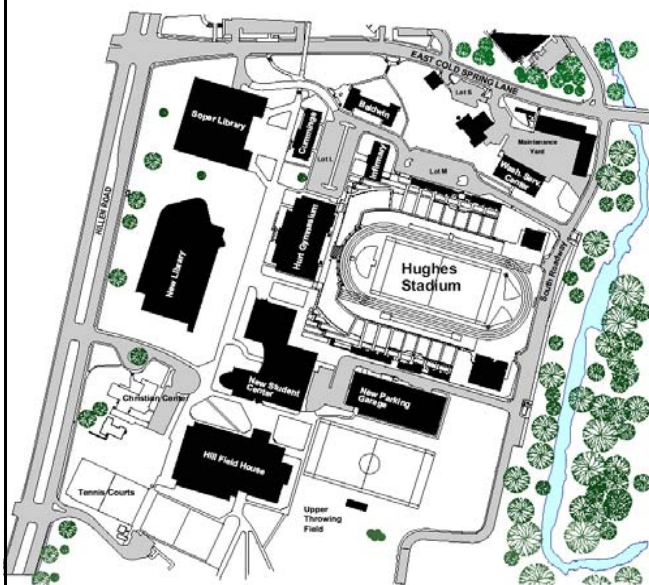 EAST COLD SPRING LANE
Lot S
Soper Library
Baldwin
Cummings
Maintenance
Yard
Lot L
Infirmary
Lot M
Wash. Serv.
Center
HILLEN ROAD
Hurt Gymnasium
Hughes
Stadium
South Roadway
New Library
New Student
Center
New Parking
Garage
Christian Center
Hill Field House
Tennis Courts
Upper
Throwing
Field